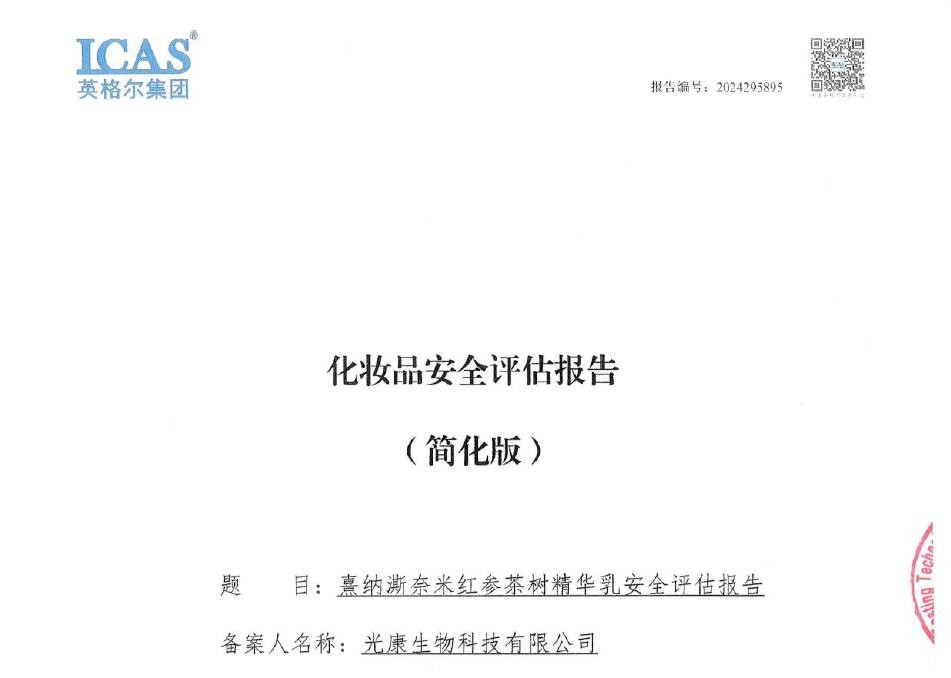 ICAS®
英格尔集团
报告编号：2024295895
化妆品安全评估报告
（简化版）
题 目：熹纳澌奈米红参茶树精华乳安全评估报告
备案人名称：光康生物科技有限公司
esting Techno